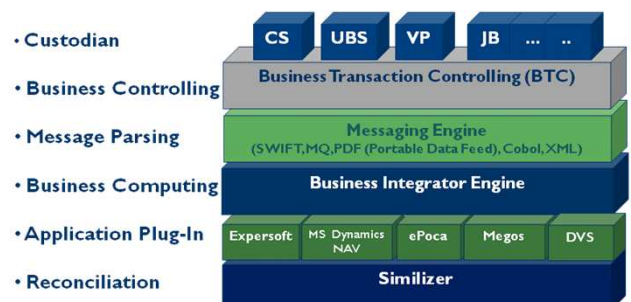 • Custodian
CS UBS VP JB ... ..
• Business Controlling
Business Transaction Controlling (BTC)
• Message Parsing
Messaging Engine
(SWIFT,MQ,PDF (Portable Data Feed), Cobol, XML)
• Business Computing
Business Integrator Engine
• Application Plug-In
Expersoft
MS Dynamics
NAV
ePoca
Megos
DVS
• Reconciliation
Similizer